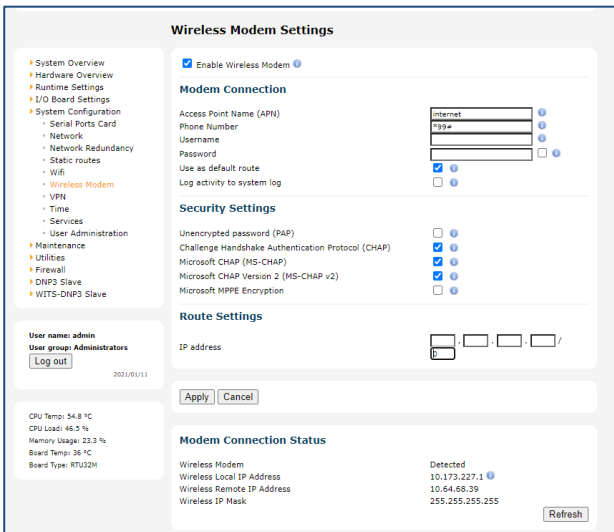 Wireless Modem Settings
System Overview
Hardware Overview
Runtime Settings
I/O Board Settings
System Configuration
Serial Ports Card
Network
Network Redundancy
Static routes
Wifi
Wireless Modem
VPN
Time
Services
User Administration
Maintenance
Utilities
Firewall
DNP3 Slave
WITS-DNP3 Slave
User name: admin
User group: Administrators
Log out
2021/01/11
CPU Temp: 54.8 ºC
CPU Load: 46.5 %
Memory Usage: 23.3 %
Board Temp: 36 ºC
Board Type: RTU32M
Enable Wireless Modem
Modem Connection
Access Point Name (APN) internet
Phone Number *99#
Username
Password
Use as default route
Log activity to system log
Security Settings
Unencrypted password (PAP)
Challenge Handshake Authentication Protocol (CHAP)
Microsoft CHAP (MS-CHAP)
Microsoft CHAP Version 2 (MS-CHAP v2)
Microsoft MPPE Encryption
Route Settings
IP address . . . /
0
Apply Cancel
Modem Connection Status
Wireless Modem Detected
Wireless Local IP Address 10.173.227.1
Wireless Remote IP Address 10.64.68.39
Wireless IP Mask 255.255.255.255
Refresh